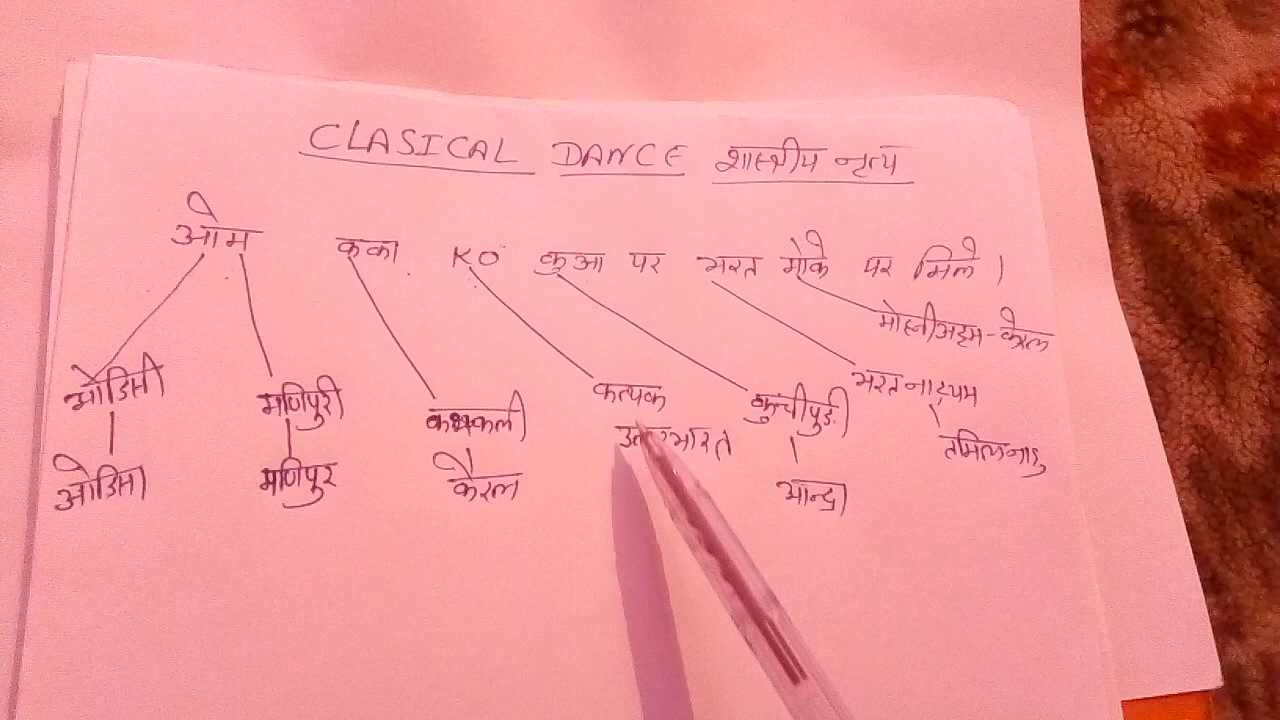 CLASICAL DANCE शास्त्रीय नृत्य
ओम कका KO कुआ पर भरत मौके पर मिले।
मोहनीअट्टम-केरल
ओडिसी मणिपुरी कथकली कत्थक कुचीपुड़ी भरतनाट्यम
ओडिसा मणिपुर कैरल उत्तर भारत आन्द्रा तमिलनाडु